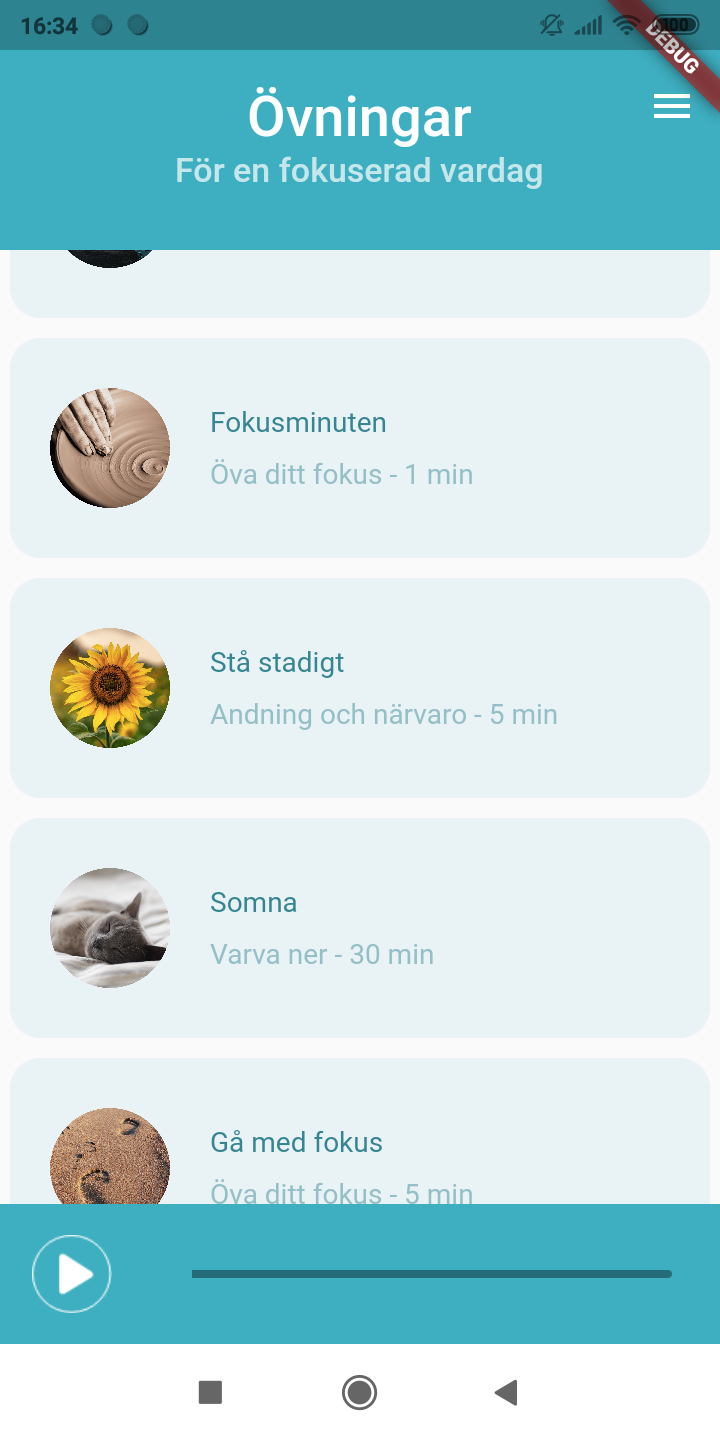 16:34
100
DEBUG
Övningar
För en fokuserad vardag
Fokusminuten
Öva ditt fokus - 1 min
Stå stadigt
Andning och närvaro - 5 min
Somna
Varva ner - 30 min
Gå med fokus
Öva ditt fokus - 5 min